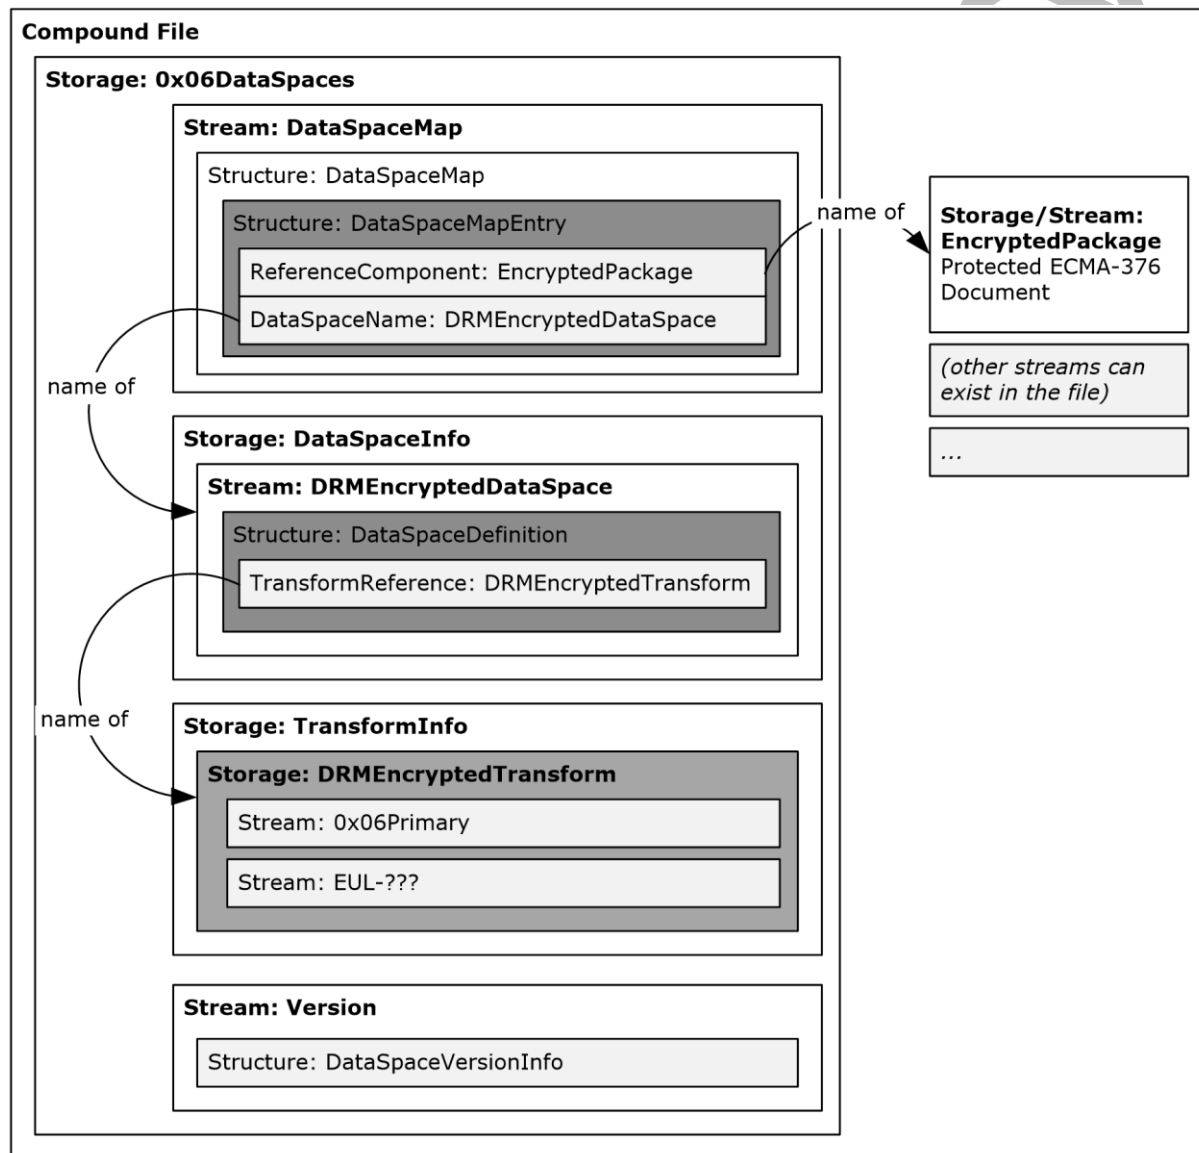 Compound File
Storage: 0x06DataSpaces
Stream: DataSpaceMap
Structure: DataSpaceMap
Structure: DataSpaceMapEntry
ReferenceComponent: EncryptedPackage
DataSpaceName: DRMEncryptedDataSpace
name of
Storage/Stream:
EncryptedPackage
Protected ECMA-376
Document
(other streams can
exist in the file)
...
name of
Storage: DataSpaceInfo
Stream: DRMEncryptedDataSpace
Structure: DataSpaceDefinition
TransformReference: DRMEncryptedTransform
name of
Storage: TransformInfo
Storage: DRMEncryptedTransform
Stream: 0x06Primary
Stream: EUL-???
Stream: Version
Structure: DataSpaceVersionInfo